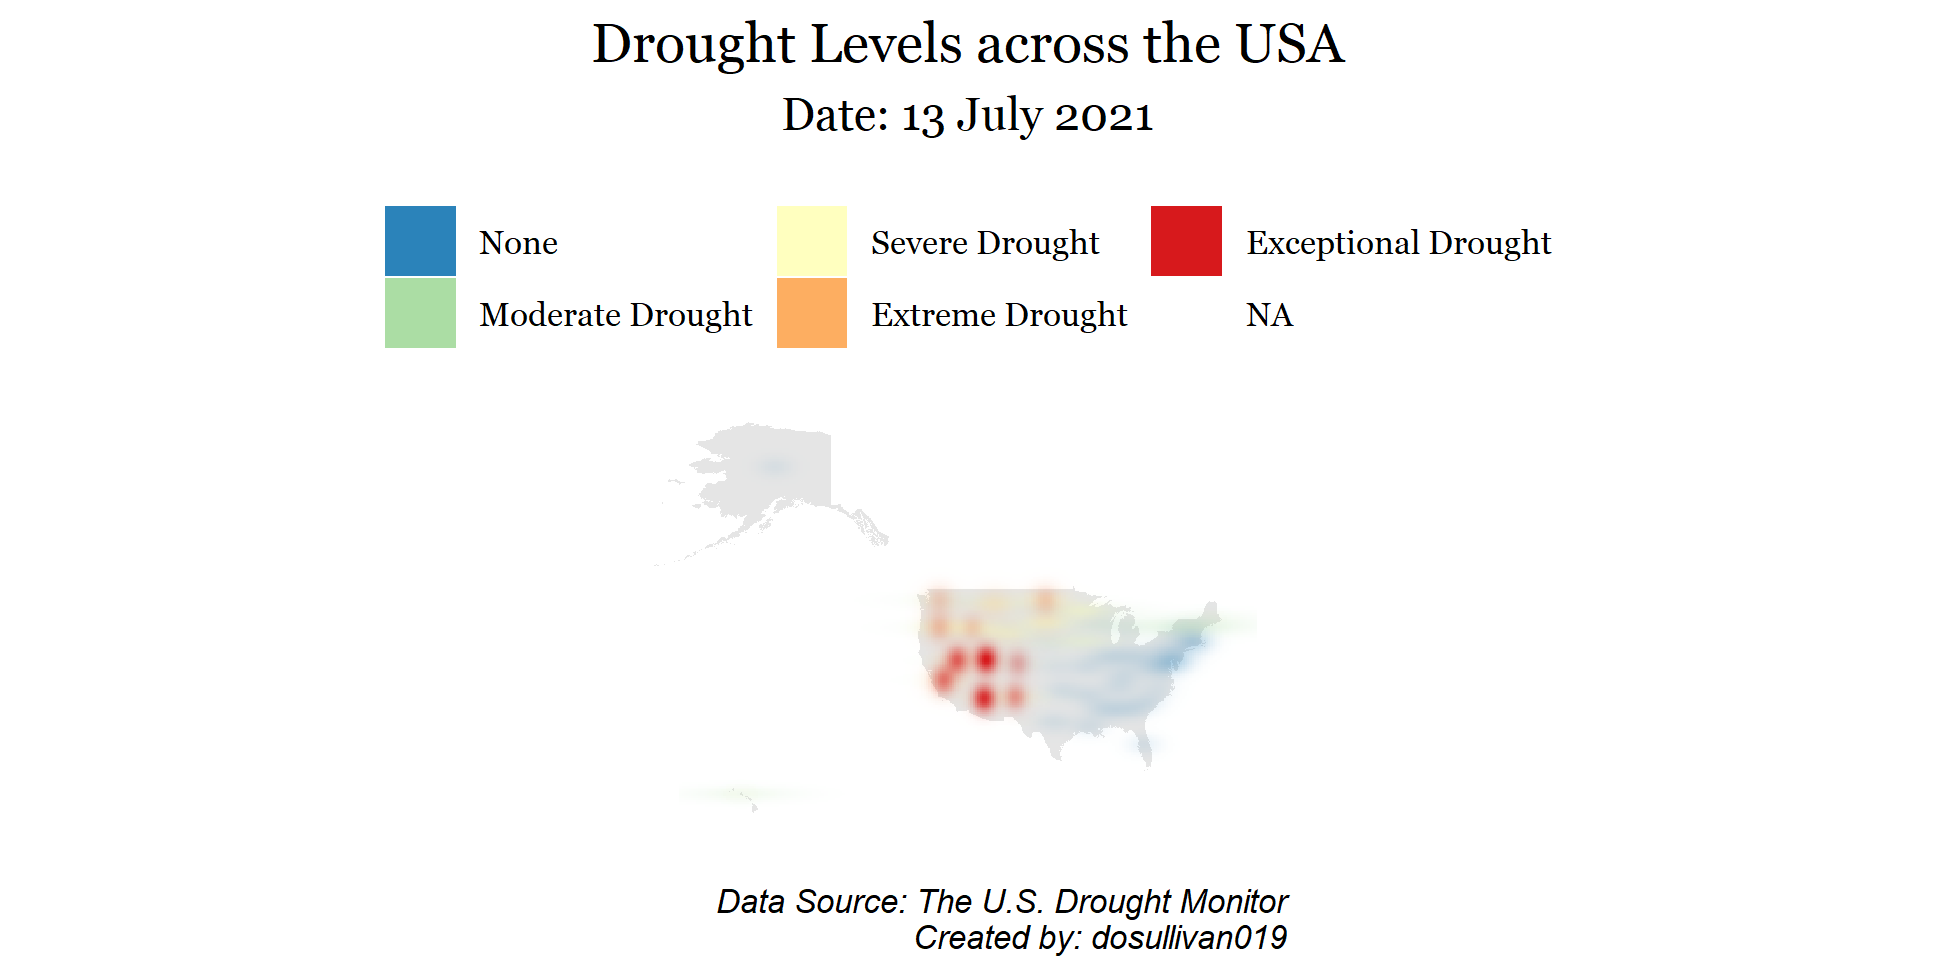 Drought Levels across the USA
Date: 13 July 2021
None
Severe Drought
Exceptional Drought
Moderate Drought
Extreme Drought
NA
Data Source: The U.S. Drought Monitor
Created by: dosullivan019